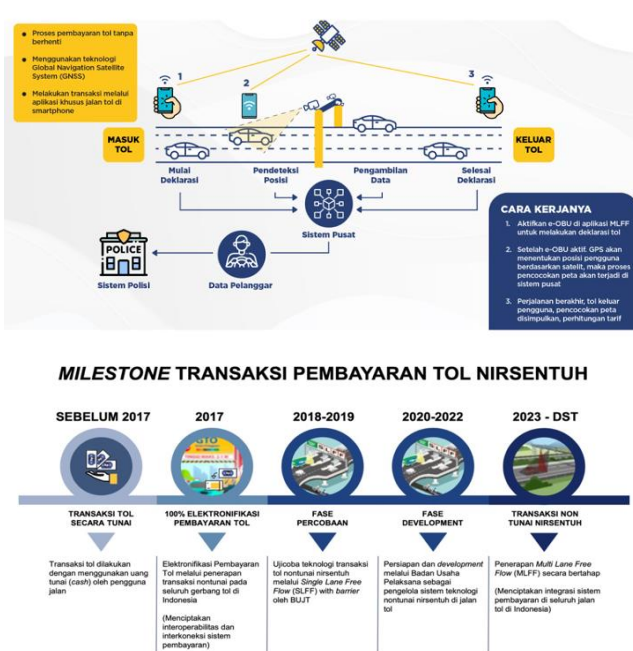 Proses pembayaran tol tanpa
berhenti
Menggunakan teknologi
Global Navigation Satellite
System (GNSS)
Melakukan transaksi melalui
aplikasi khusus jalan tol di
smartphone
1
2
3
MASUK
TOL
KELUAR
TOL
Mulai
Deklarasi
Pendeteksi
Posisi
Pengambilan
Data
Selesai
Deklarasi
Sistem Pusat
POLICE
Sistem Polisi
Data Pelanggar
CARA KERJANYA
1. Aktifkan e-OBU di aplikasi MLFF
untuk melakukan deklarasi tol
2. Setelah e-OBU aktif. GPS akan
menentukan posisi pengguna
berdasarkan satelit, maka proses
pencocokan peta akan terjadi di
sistem pusat
3. Perjalanan berakhir, tol keluar
pengguna, pencocokan peta
disimpulkan, perhitungan tarif
MILESTONE TRANSAKSI PEMBAYARAN TOL NIRSENTUH
SEBELUM 2017
2017
2018-2019
2020-2022
2023 - DST
GTO
TRANSAKSI TOL
SECARA TUNAI
100% ELEKTRONIFIKASI
PEMBAYARAN TOL
FASE
PERCOBAAN
FASE
DEVELOPMENT
TRANSAKSI NON
TUNAI NIRSENTUH
Transaksi tol dilakukan
dengan menggunakan uang
tunai (cash) oleh pengguna
jalan
Elektronifikasi Pembayaran
Tol melalui penerapan
transaksi nontunai pada
seluruh gerbang tol di
Indonesia
(Menciptakan
interoperabilitas dan
interkoneksi sistem
pembayaran)
Ujicoba teknologi transaksi
tol nontunai nirsentuh
melalui Single Lane Free
Flow (SLFF) with barrier
oleh BUJT
Persiapan dan development
melalui Badan Usaha
Pelaksana sebagai
pengelola sistem teknologi
nontunai nirsentuh di jalan
tol
Penerapan Multi Lane Free
Flow (MLFF) secara bertahap
(Menciptakan integrasi sistem
pembayaran di seluruh jalan
tol di Indonesia)